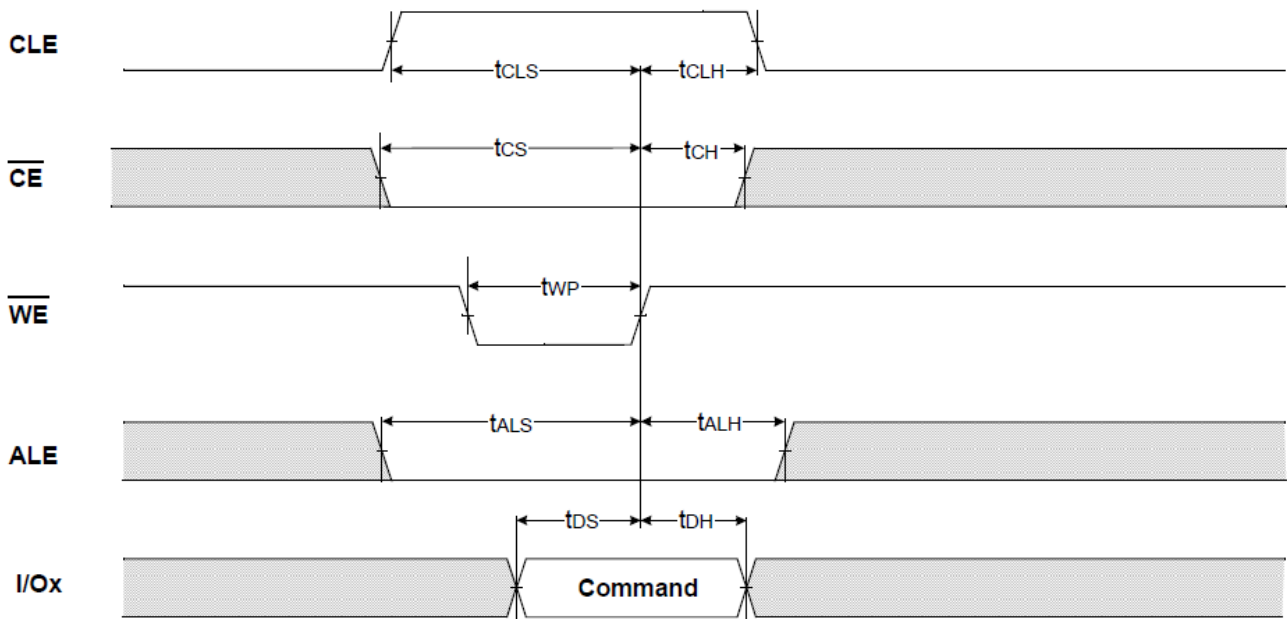 CLE
tCLS
tCLH
CE
tCS
tCH
WE
tWP
ALE
tALS
tALH
tDS
tDH
I/Ox
Command